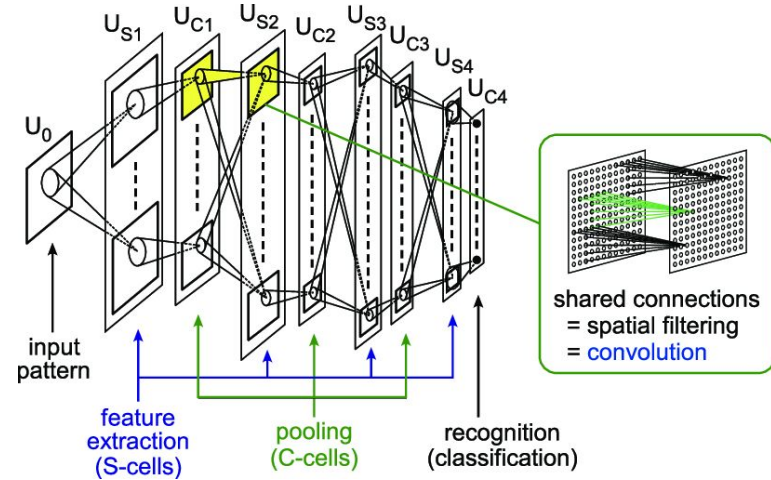 U0
US1
UC1
US2
UC2
US3
UC3
US4
UC4
input
pattern
feature
extraction
(S-cells)
pooling
(C-cells)
recognition
(classification)
shared connections
= spatial filtering
= convolution